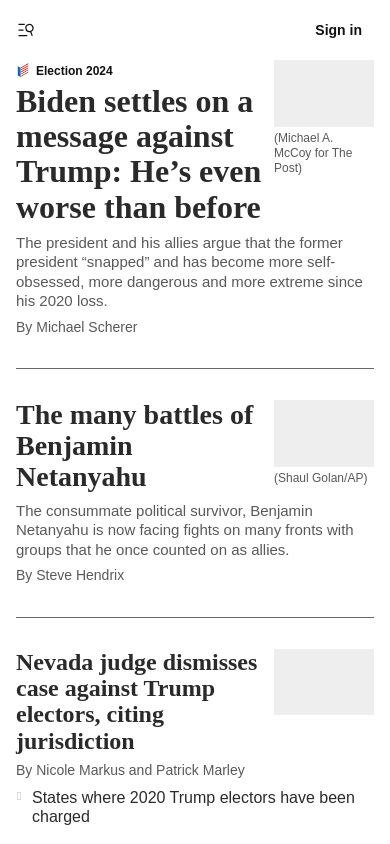 Sign in
Election 2024
Biden settles on a
message against
Trump: He’s even
worse than before
(Michael A.
McCoy for The
Post)
The president and his allies argue that the former
president “snapped” and has become more self-
obsessed, more dangerous and more extreme since
his 2020 loss.
By Michael Scherer
The many battles of
Benjamin
Netanyahu
(Shaul Golan/AP)
The consummate political survivor, Benjamin
Netanyahu is now facing fights on many fronts with
groups that he once counted on as allies.
By Steve Hendrix
Nevada judge dismisses
case against Trump
electors, citing
jurisdiction
By Nicole Markus and Patrick Marley
States where 2020 Trump electors have been
charged